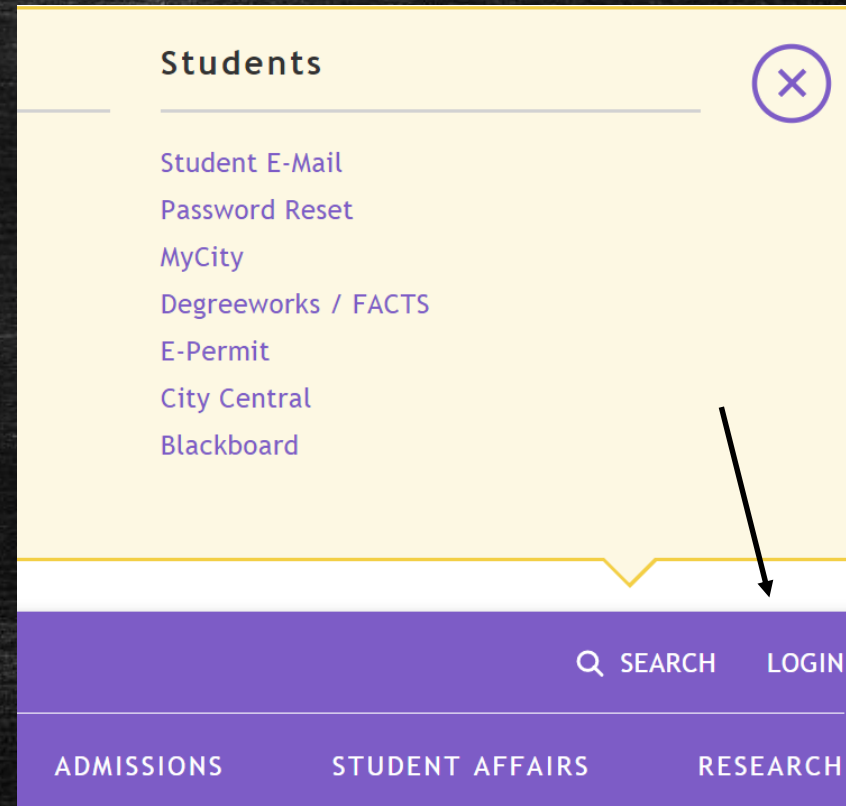 Students
Student E-Mail
Password Reset
MyCity
Degreeworks / FACTS
E-Permit
City Central
Blackboard
SEARCH LOGIN
ADMISSIONS STUDENT AFFAIRS RESEARCH